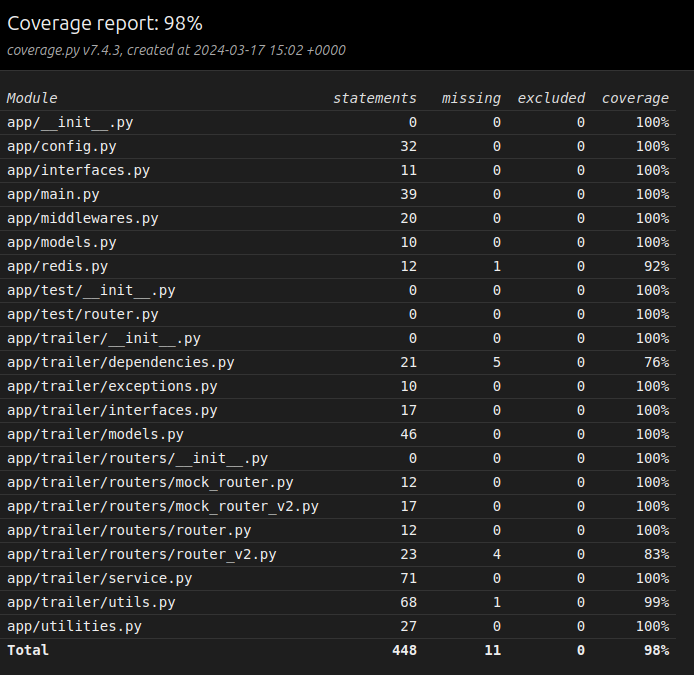 Coverage report: 98%
coverage.py v7.4.3, created at 2024-03-17 15:02 +0000
Module statements missing excluded coverage
app/__init__.py 0 0 0 100%
app/config.py 32 0 0 100%
app/interfaces.py 11 0 0 100%
app/main.py 39 0 0 100%
app/middlewares.py 20 0 0 100%
app/models.py 10 0 0 100%
app/redis.py 12 1 0 92%
app/test/__init__.py 0 0 0 100%
app/test/router.py 0 0 0 100%
app/trailer/__init__.py 0 0 0 100%
app/trailer/dependencies.py 21 5 0 76%
app/trailer/exceptions.py 10 0 0 100%
app/trailer/interfaces.py 17 0 0 100%
app/trailer/models.py 46 0 0 100%
app/trailer/routers/__init__.py 0 0 0 100%
app/trailer/routers/mock_router.py 12 0 0 100%
app/trailer/routers/mock_router_v2.py 17 0 0 100%
app/trailer/routers/router.py 12 0 0 100%
app/trailer/routers/router_v2.py 23 4 0 83%
app/trailer/service.py 71 0 0 100%
app/trailer/utils.py 68 1 0 99%
app/utilities.py 27 0 0 100%
Total 448 11 0 98%